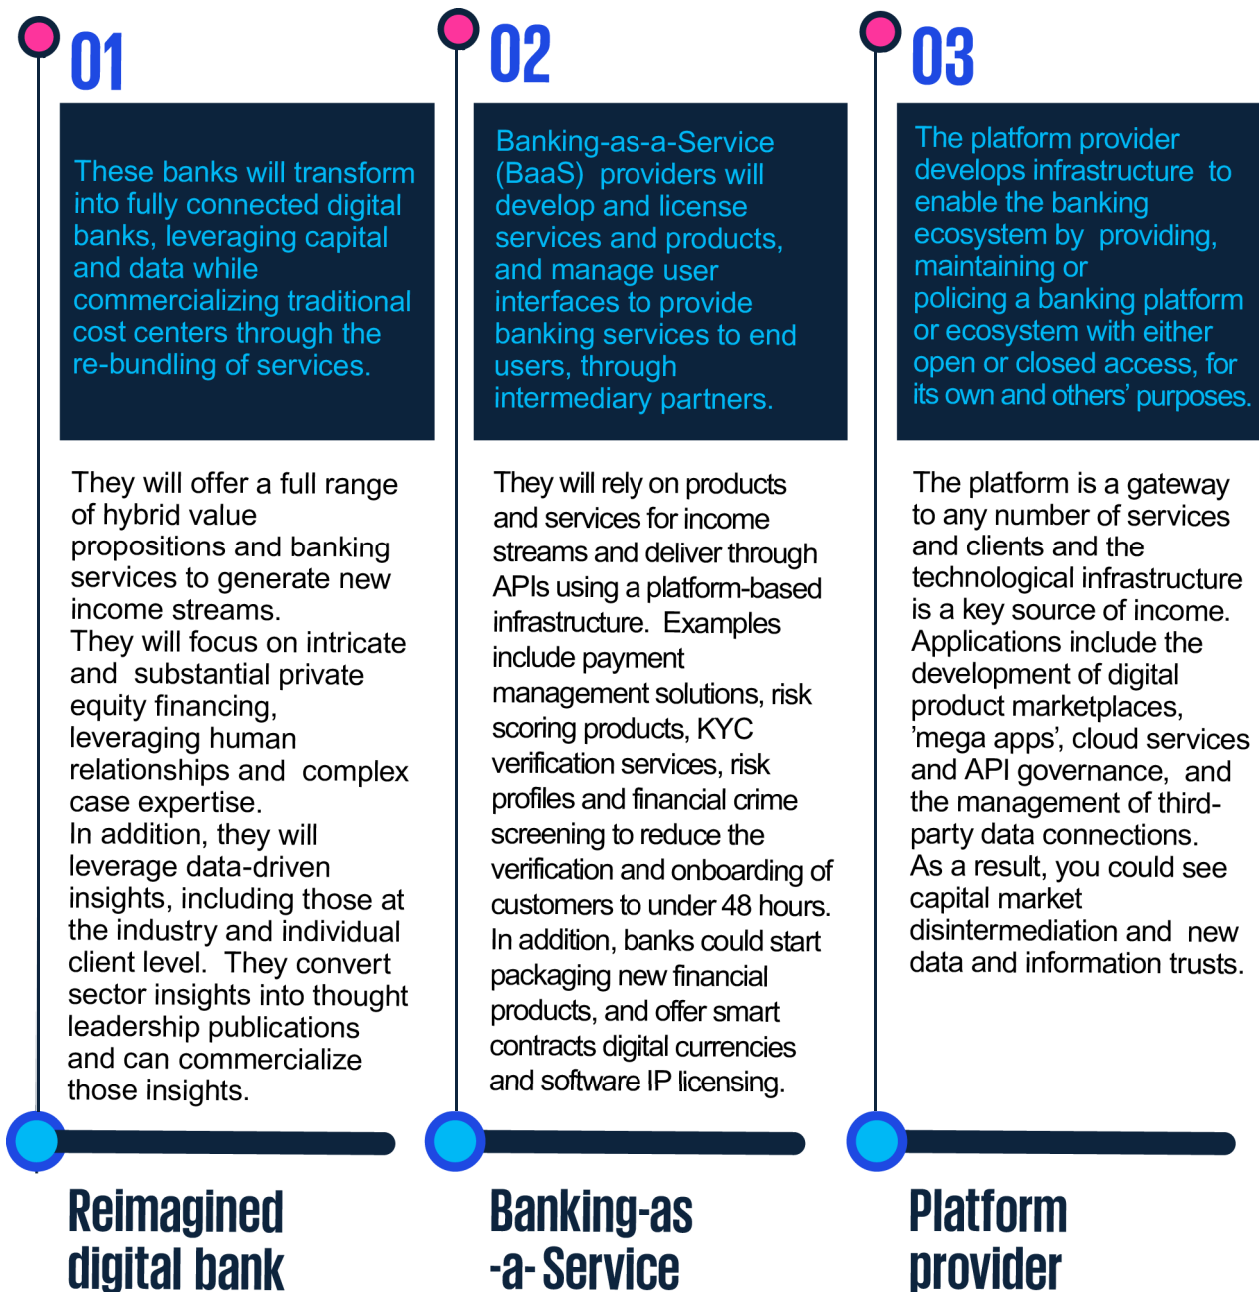 01
These banks will transform
into fully connected digital
banks, leveraging capital
and data while
commercializing traditional
cost centers through the
re-bundling of services.
They will offer a full range
of hybrid value
propositions and banking
services to generate new
income streams.
They will focus on intricate
and substantial private
equity financing,
leveraging human
relationships and complex
case expertise.
In addition, they will
leverage data-driven
insights, including those at
the industry and individual
client level. They convert
sector insights into thought
leadership publications
and can commercialize
those insights.
Reimagined
digital bank
02
Banking-as-a-Service
(BaaS) providers will
develop and license
services and products,
and manage user
interfaces to provide
banking services to end
users, through
intermediary partners.
They will rely on products
and services for income
streams and deliver through
APIs using a platform-based
infrastructure. Examples
include payment
management solutions, risk
scoring products, KYC
verification services, risk
profiles and financial crime
screening to reduce the
verification and onboarding of
customers to under 48 hours.
In addition, banks could start
packaging new financial
products, and offer smart
contracts digital currencies
and software IP licensing.
Banking-as
-a- Service
03
The platform provider
develops infrastructure to
enable the banking
ecosystem by providing,
maintaining or
policing a banking platform
or ecosystem with either
open or closed access, for
its own and others’ purposes.
The platform is a gateway
to any number of services
and clients and the
technological infrastructure
is a key source of income.
Applications include the
development of digital
product marketplaces,
’mega apps’, cloud services
and API governance, and
the management of third-
party data connections.
As a result, you could see
capital market
disintermediation and new
data and information trusts.
Platform
provider